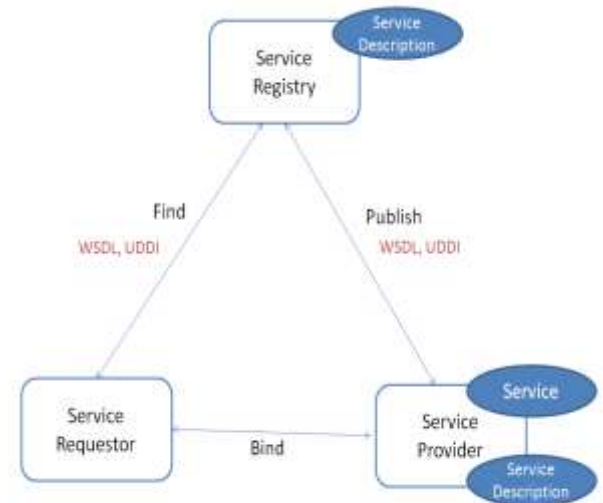 Service
Description
Service
Registry
Find
WSDL, UDDI
Publish
WSDL, UDDI
Service
Requestor
Bind
Service
Service
Provider
Service
Description